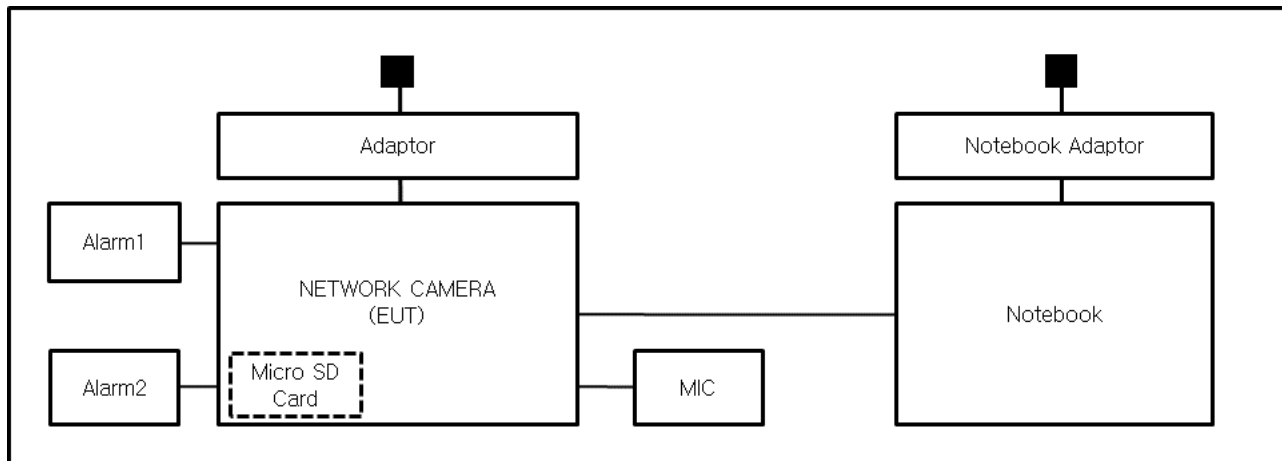 Adaptor
Notebook Adaptor
Alarm1
NETWORK CAMERA
(EUT)
Notebook
Alarm2
Micro SD
Card
MIC